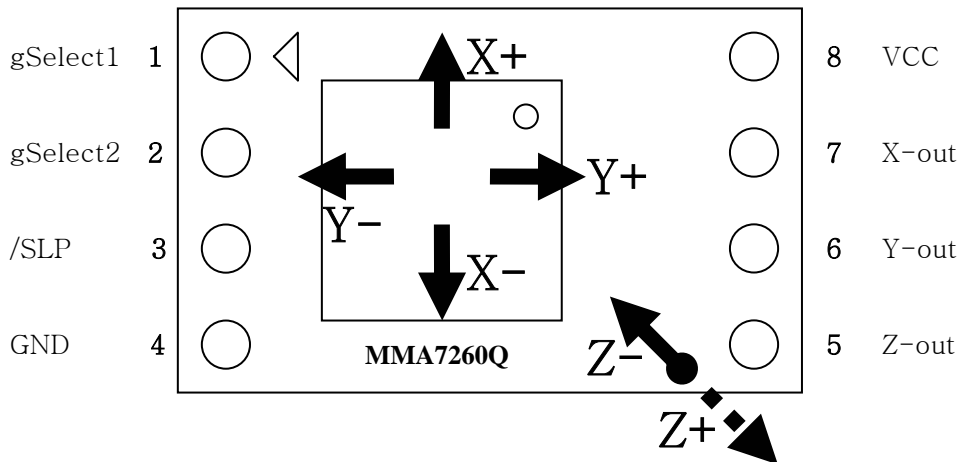 gSelect1 1 X+ 8 VCC
gSelect2 2 Y+ 7 X-out
Y-
/SLP 3 X- 6 Y-out
GND 4 MMA7260Q Z- 5 Z-out
Z+